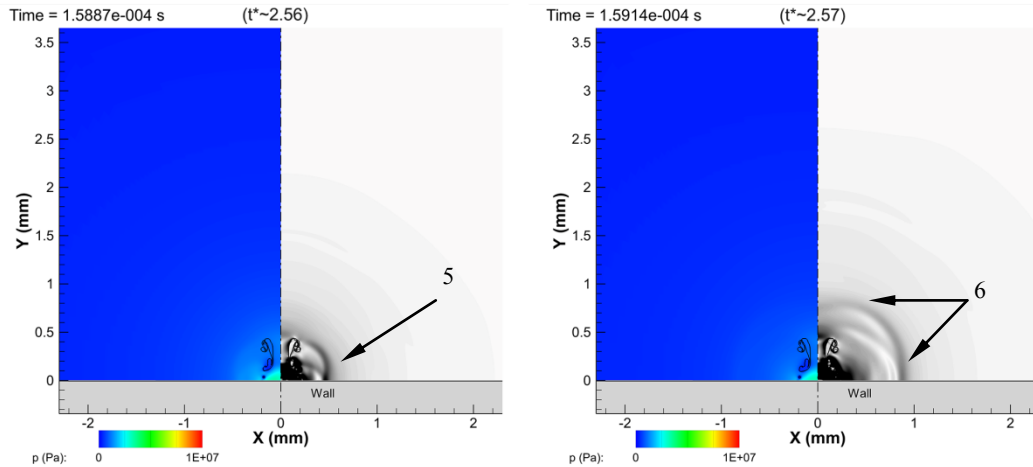 Time = 1.5887e-004 s (t*~2.56)
3.5
3
2.5
2
1.5
1
0.5
0
Y (mm)
5
Wall
-2 -1 0 1 2
X (mm)
p (Pa): 0 1E+07
Time = 1.5914e-004 s (t*~2.57)
3.5
3
2.5
2
1.5
1
0.5
0
Y (mm)
6
Wall
-2 -1 0 1 2
X (mm)
p (Pa): 0 1E+07